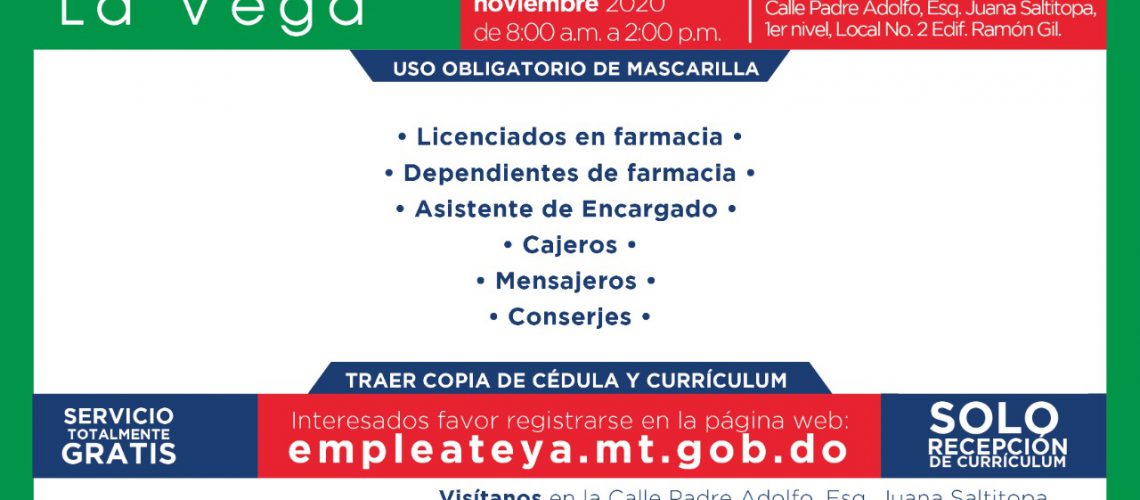 La Vega
noviembre 2020
de 8:00 a.m. a 2:00 p.m.
Calle Padre Adolfo, Esq. Juana Saltitopa,
1er nivel, Local No. 2 Edif. Ramón Gil.
USO OBLIGATORIO DE MASCARILLA
• Licenciados en farmacia •
• Dependientes de farmacia •
• Asistente de Encargado •
• Cajeros •
• Mensajeros •
• Conserjes •
TRAER COPIA DE CÉDULA Y CURRÍCULUM
SERVICIO
TOTALMENTE
GRATIS
Interesados favor registrarse en la página web:
empleateya.mt.gob.do
SOLO
RECEPCIÓN
DE CURRÍCULUM
Visítanos en la Calle Padre Adolfo, Esq. Juana Saltitopa